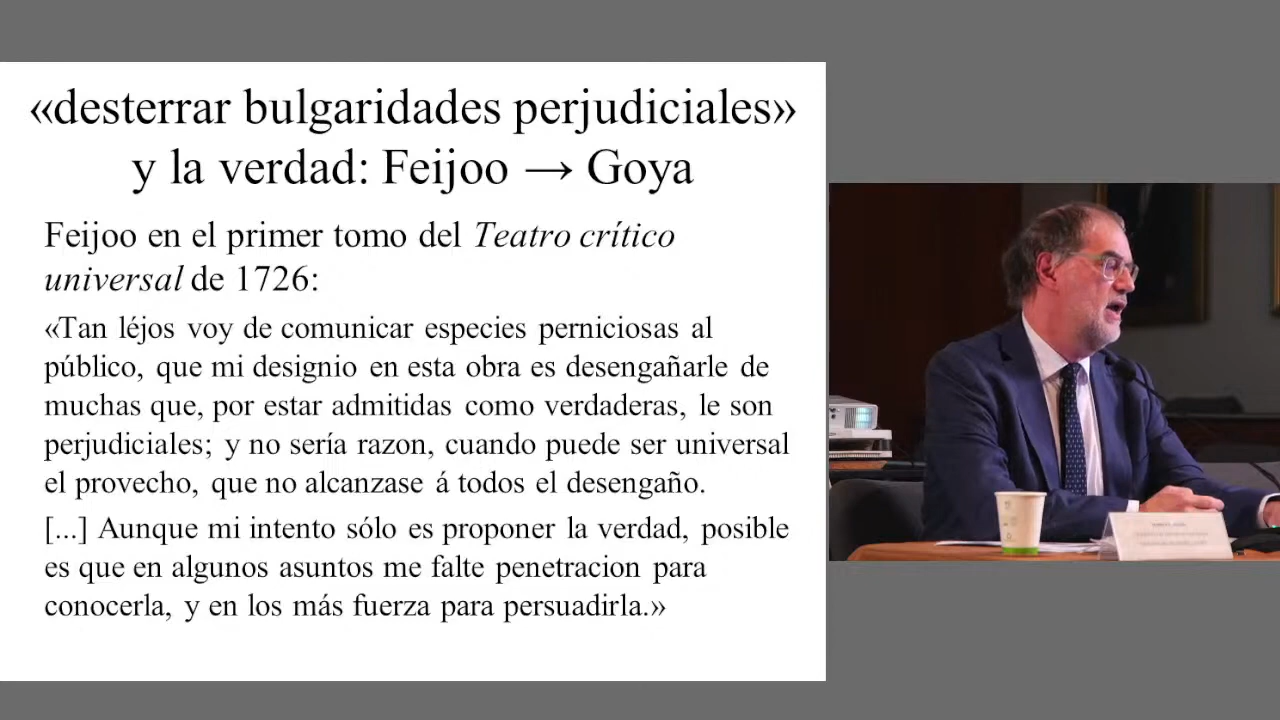 «desterrar bulgaridades perjudiciales»
y la verdad: Feijoo → Goya
Feijoo en el primer tomo del Teatro crítico
universal de 1726:
«Tan léjos voy de comunicar especies perniciosas al
público, que mi designio en esta obra es desengañarle de
muchas que, por estar admitidas como verdaderas, le son
perjudiciales; y no sería razon, cuando puede ser universal
el provecho, que no alcanzase á todos el desengaño.
[...] Aunque mi intento sólo es proponer la verdad, posible
es que en algunos asuntos me falte penetracion para
conocerla, y en los más fuerza para persuadirla.»